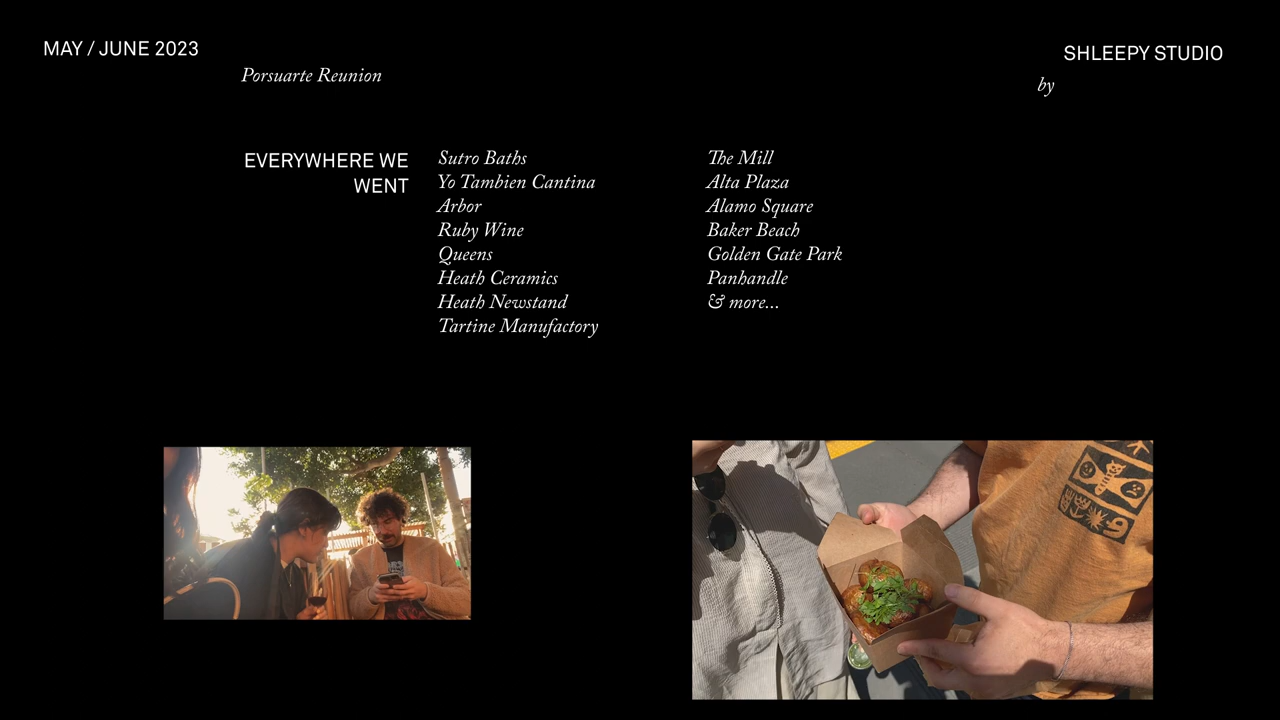 MAY / JUNE 2023
Porsuarte Reunion
SHLEEPY STUDIO
by
EVERYWHERE WE
WENT
Sutro Baths
Yo Tambien Cantina
Arbor
Ruby Wine
Queens
Heath Ceramics
Heath Newstand
Tartine Manufactory
The Mill
Alta Plaza
Alamo Square
Baker Beach
Golden Gate Park
Panhandle
& more...